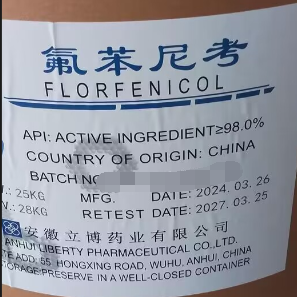 氟苯尼考
FLORFENICOL
API: ACTIVE INGREDIENT≥98.0%
COUNTRY OF ORIGIN: CHINA
BATCH NO
: 25KG MFG. DATE: 2024. 03. 26
.: 28KG RETEST DATE: 2027. 03. 25
安徽立博药业有限公司
ANHUI LIBERTY PHARMACEUTICAL CO., LTD.
ADD: 55 HONGXING ROAD, WUHU, ANHUI, CHINA
STORAGE: PRESERVE IN A WELL-CLOSED CONTAINER